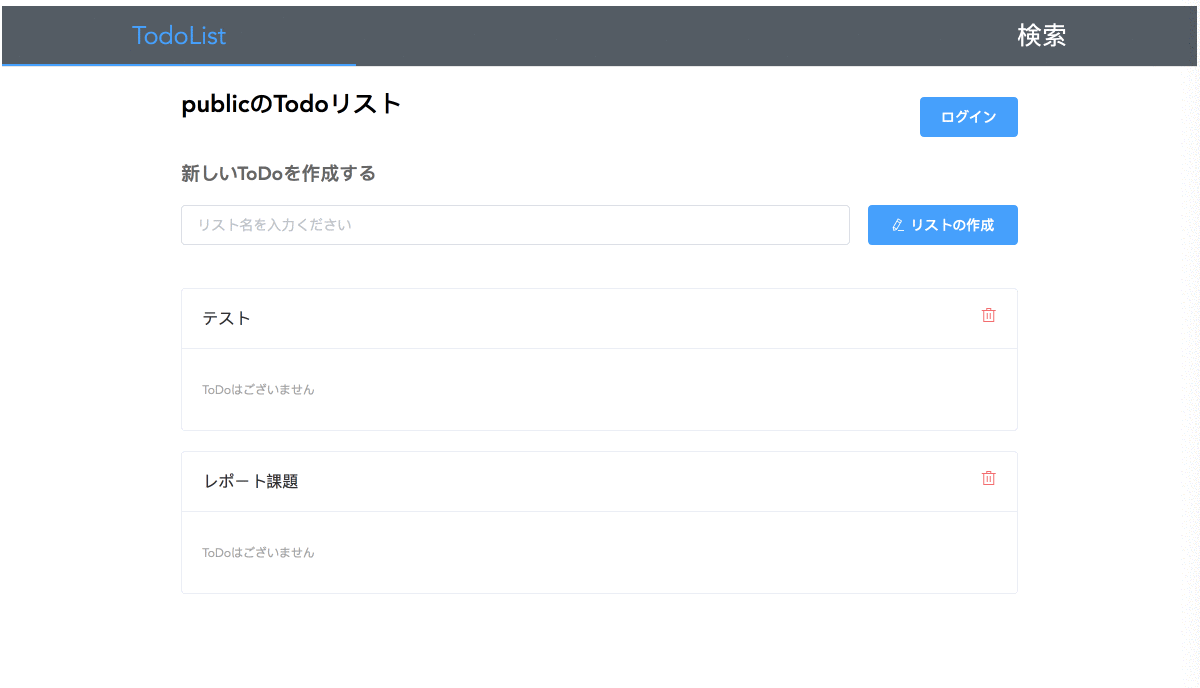 TodoList
検索
publicのTodoリスト
ログイン
新しいToDoを作成する
リスト名を入力ください
リストの作成
テスト
ToDoはございません
レポート課題
ToDoはございません